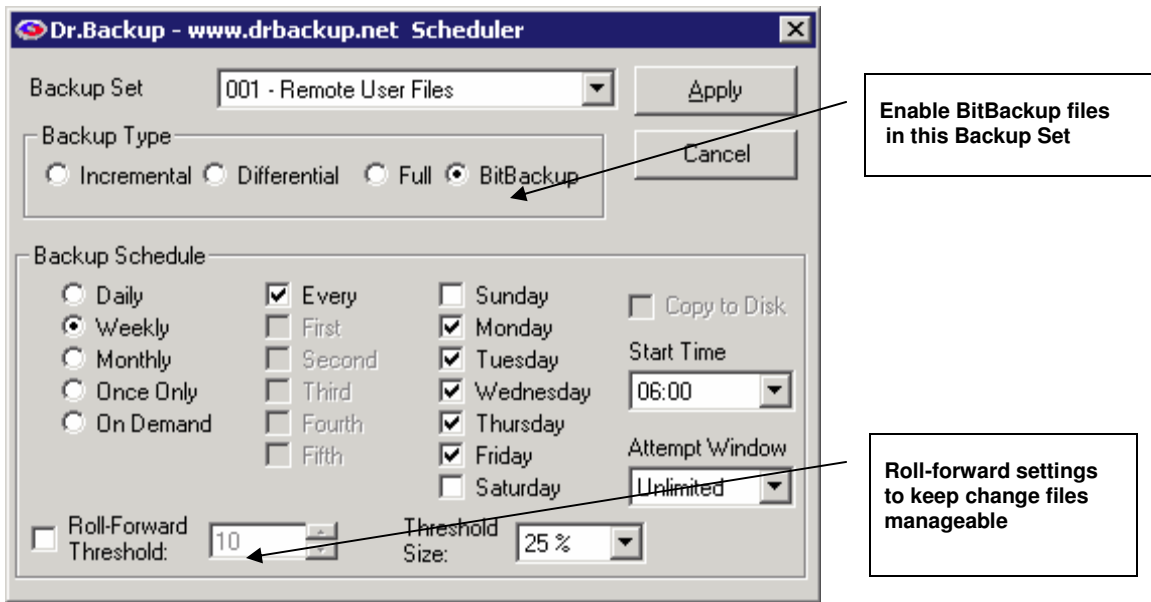 Dr.Backup - www.drbackup.net Scheduler
Backup Set
001 - Remote User Files
Apply
Cancel
Backup Type
Incremental
Differential
Full
BitBackup
Enable BitBackup files
in this Backup Set
Backup Schedule
Daily
Weekly
Monthly
Once Only
On Demand
Every
First
Second
Third
Fourth
Fifth
Sunday
Monday
Tuesday
Wednesday
Thursday
Friday
Saturday
Copy to Disk
Start Time
06:00
Attempt Window
Unlimited
Roll-Forward
Threshold:
10
Threshold
Size:
25 %
Roll-forward settings
to keep change files
manageable